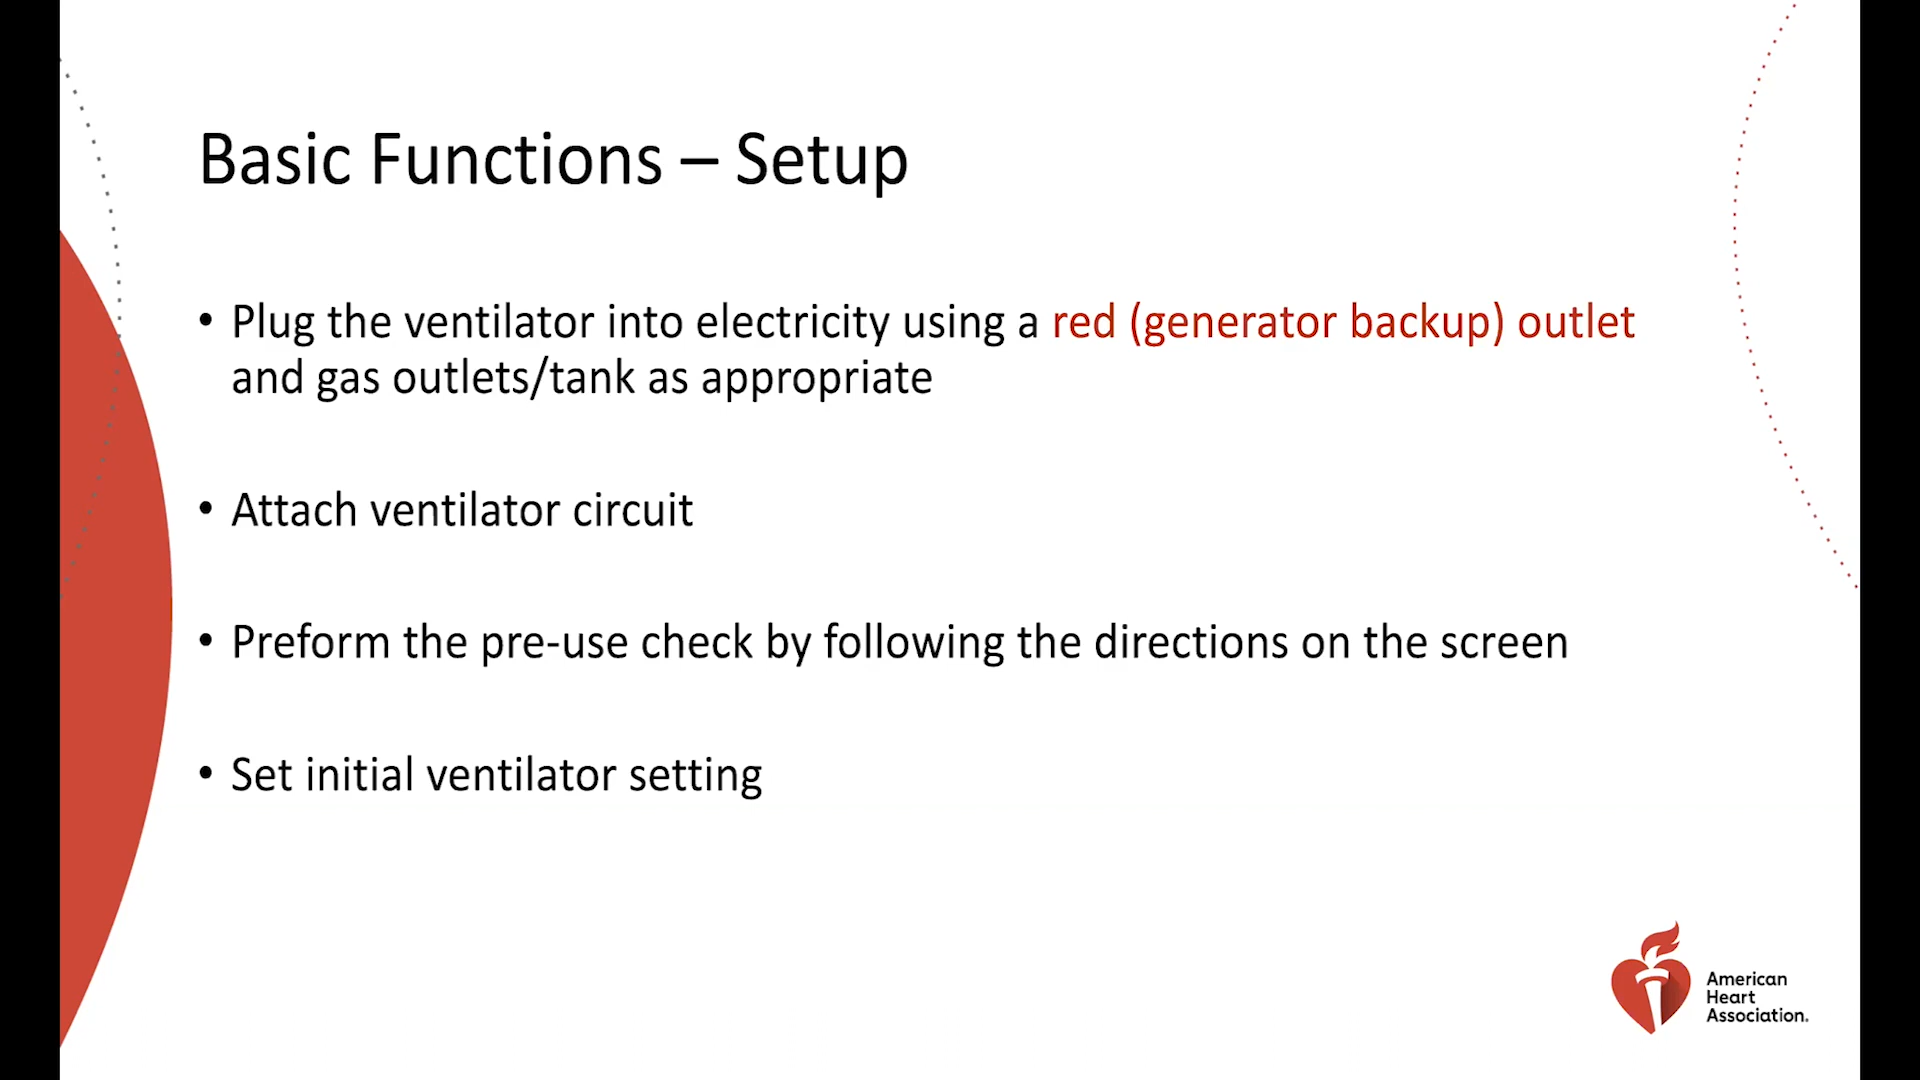 Basic Functions – Setup
• Plug the ventilator into electricity using a red (generator backup) outlet
and gas outlets/tank as appropriate
• Attach ventilator circuit
• Preform the pre-use check by following the directions on the screen
• Set initial ventilator setting
American
Heart
Association.